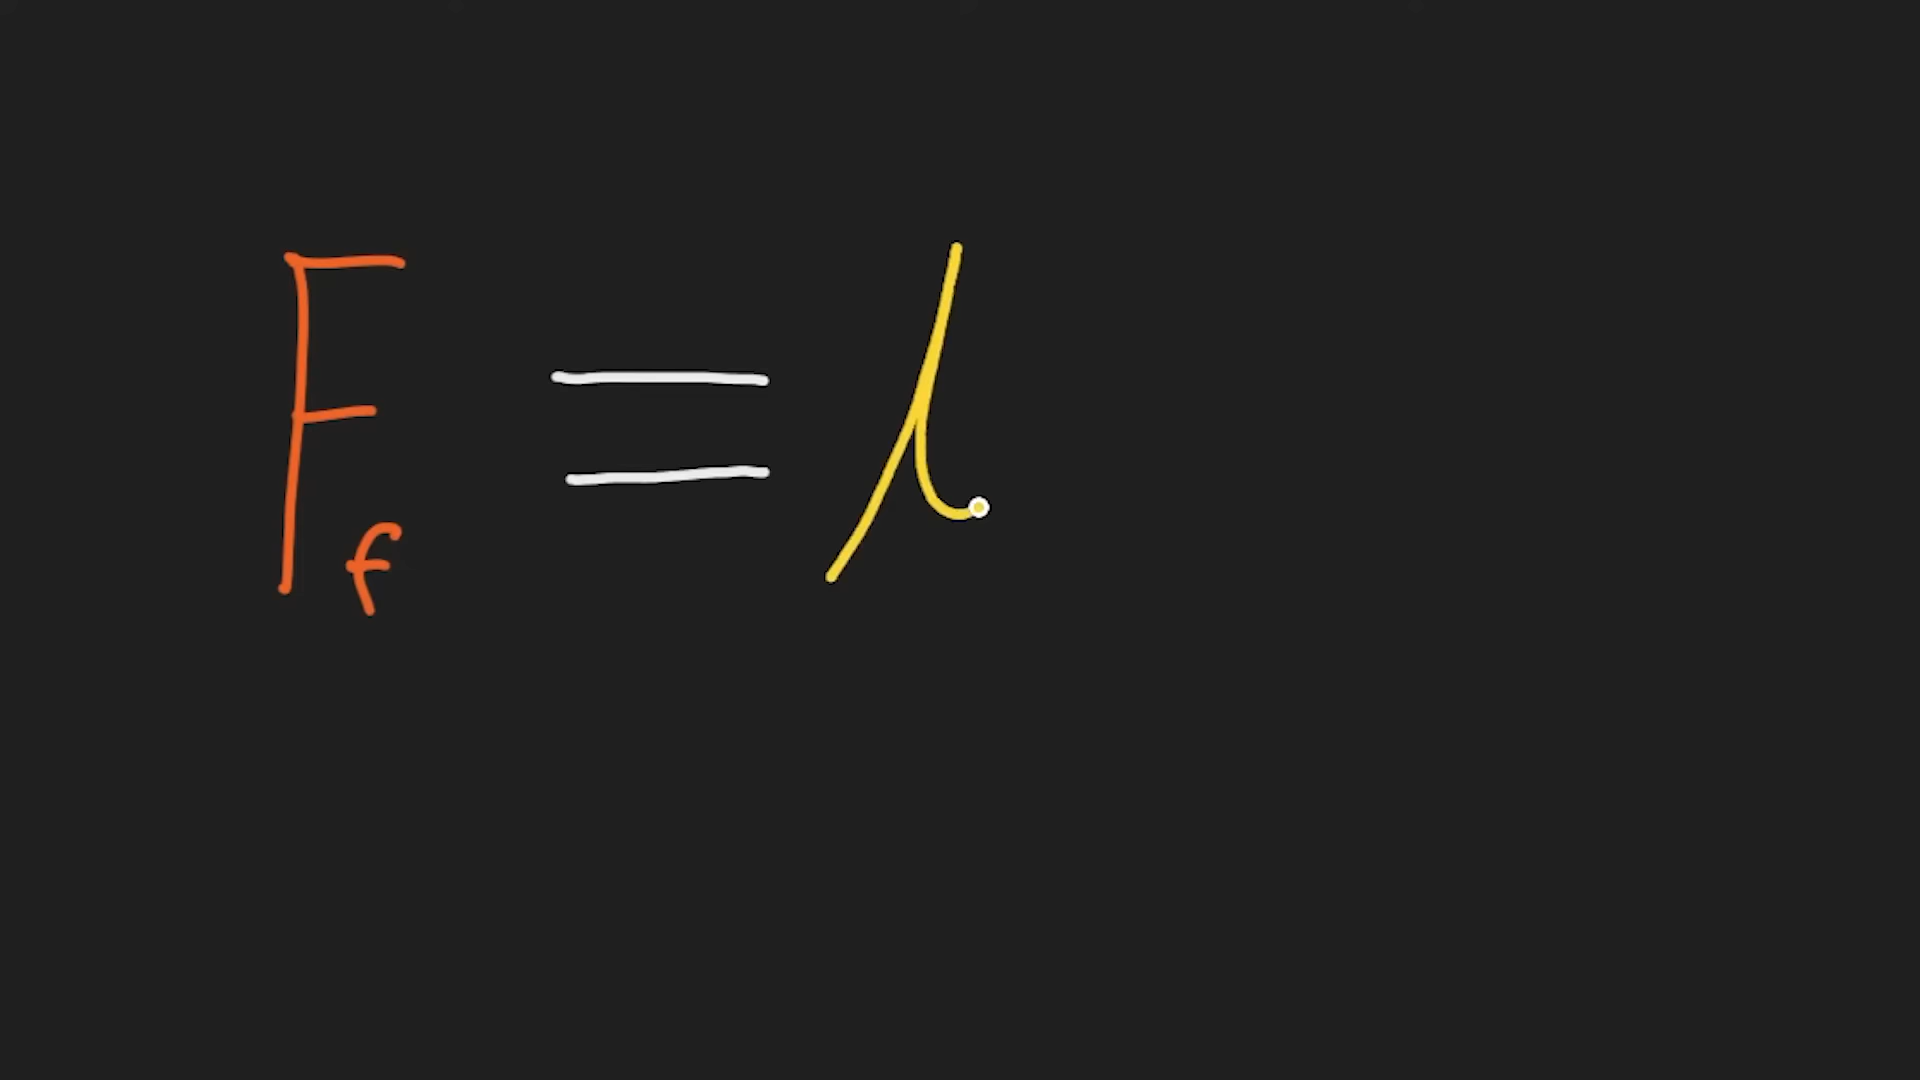 F_f = μ